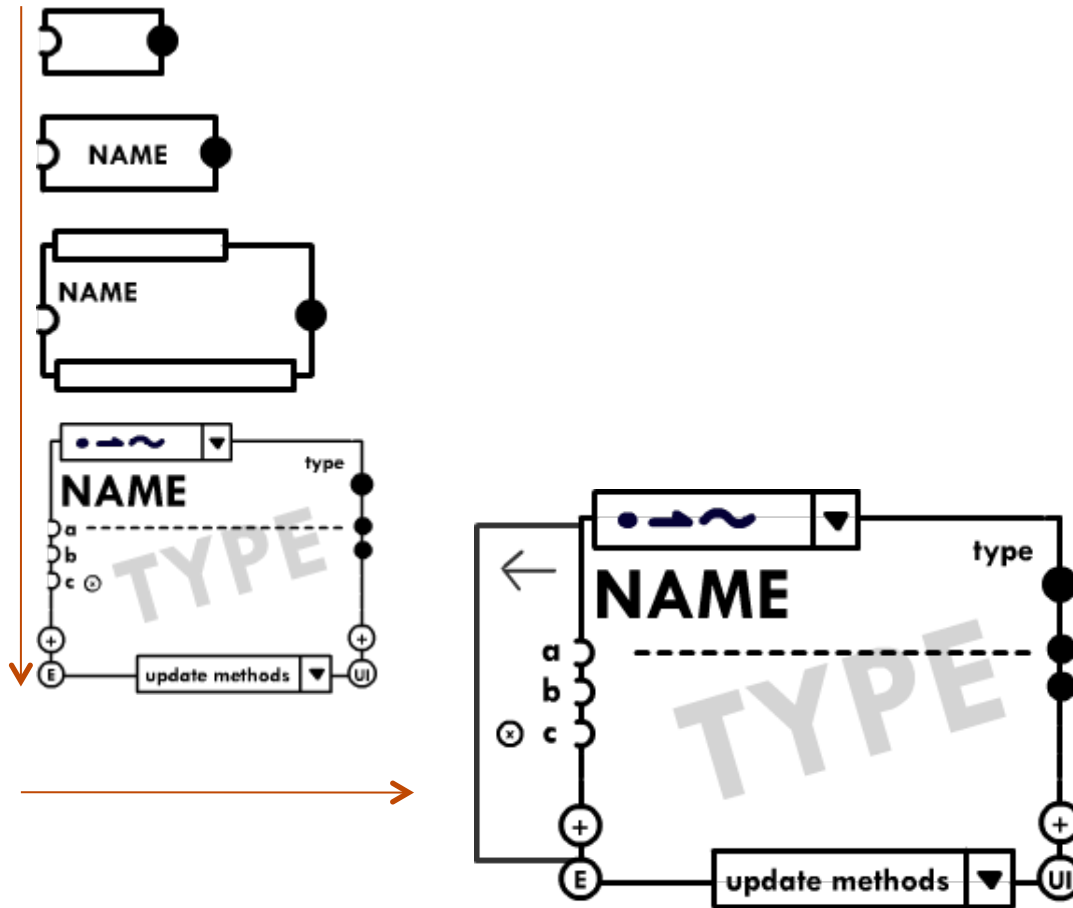 NAME
NAME
type
NAME
a
b
c x
TYPE
+ +
E update methods UI
type
NAME
a
b
x c
TYPE
+ +
E update methods UI